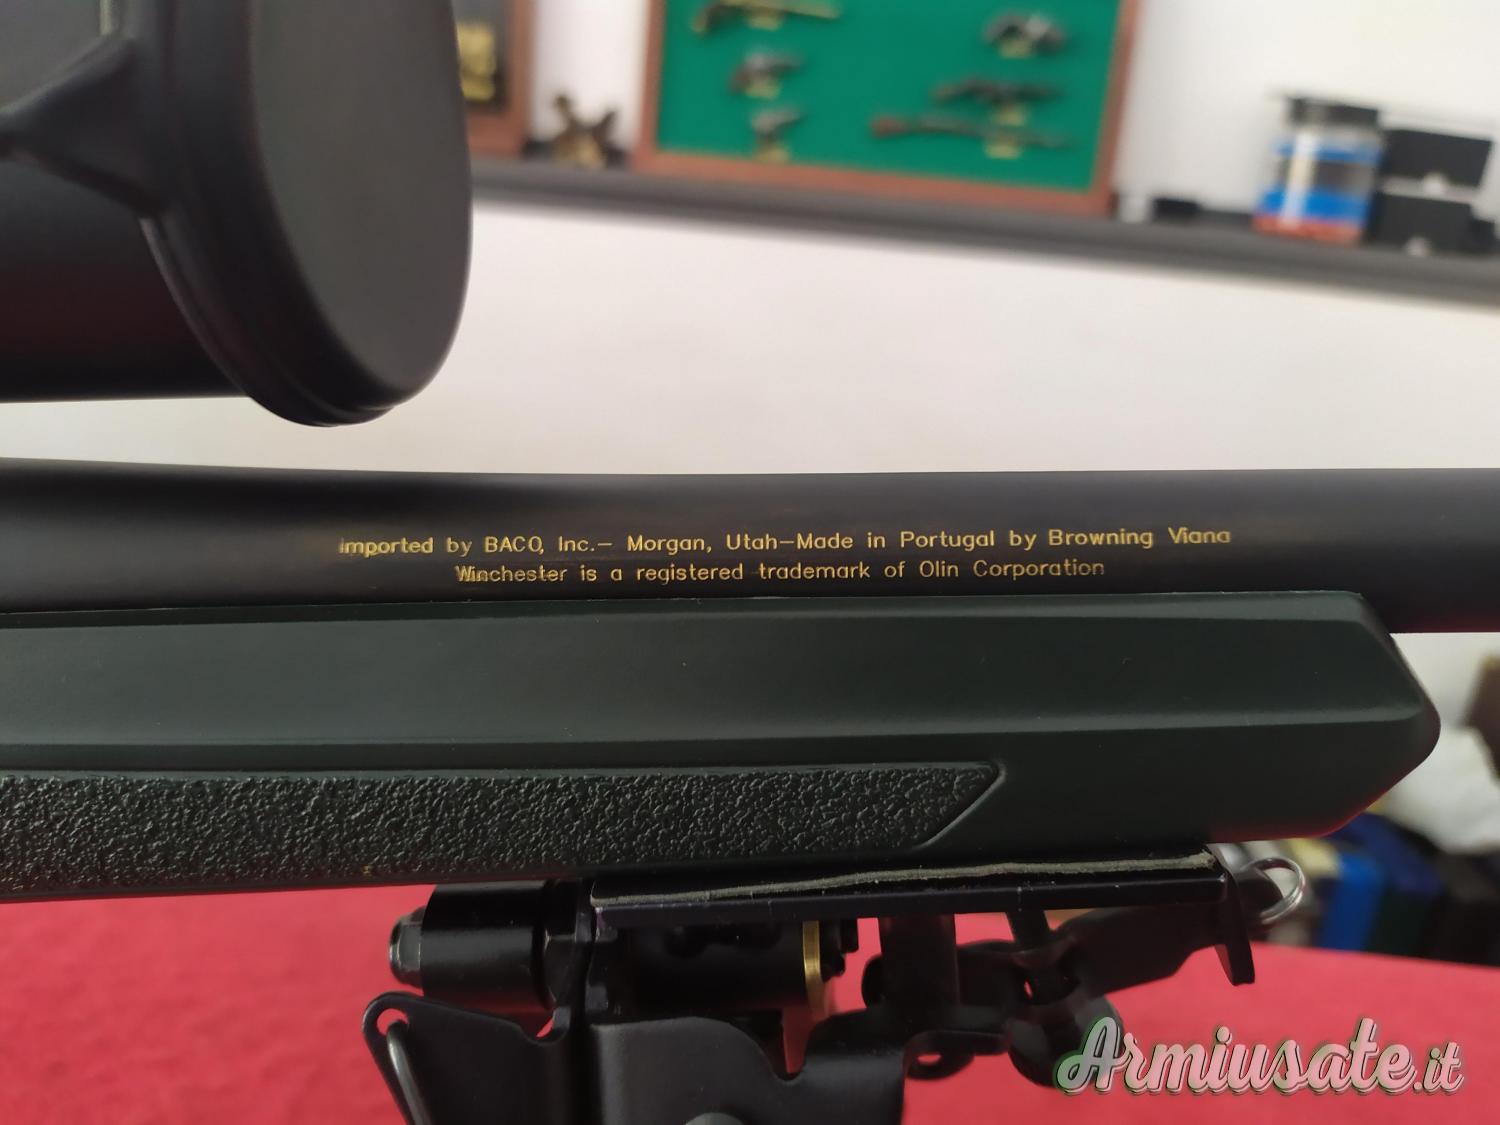 Imported by BACO, Inc.– Morgan, Utah–Made in Portugal by Browning Viana
Winchester is a registered trademark of Olin Corporation
Armiusate.it